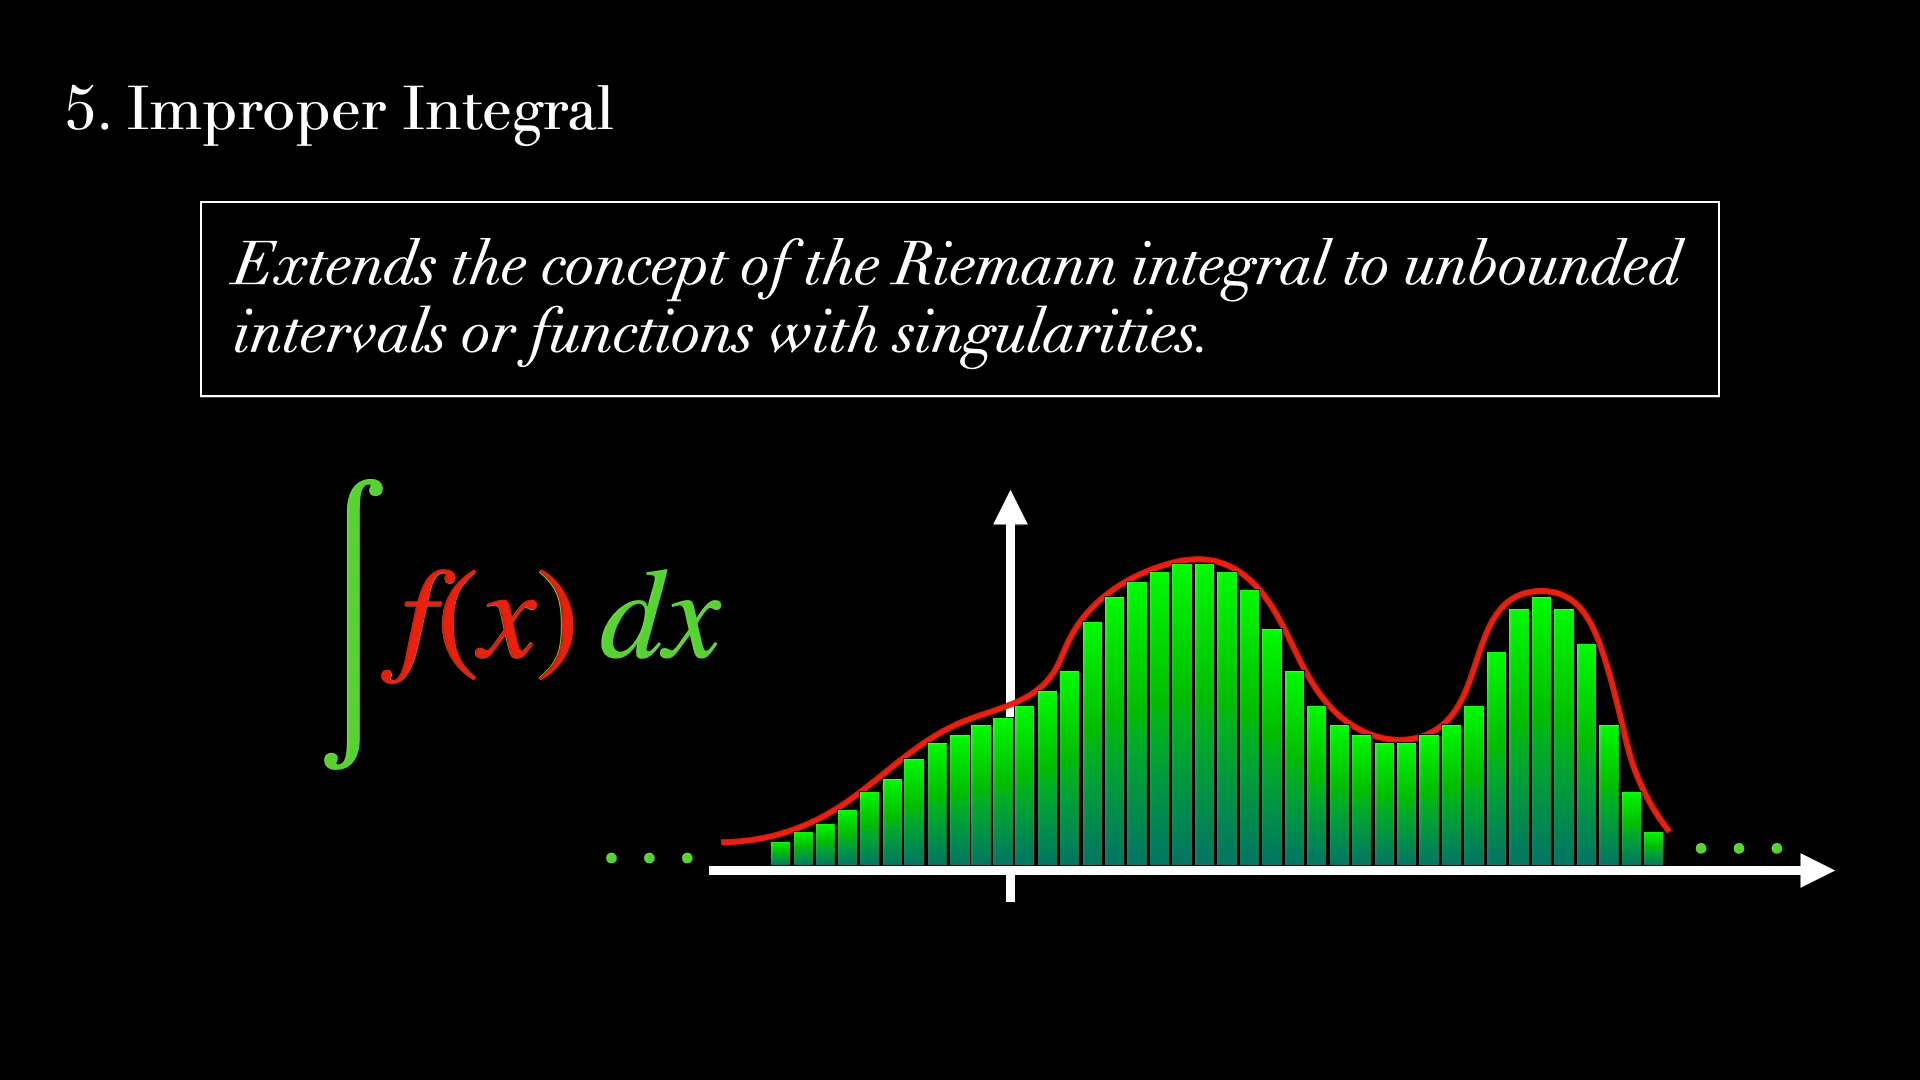 5. Improper Integral
Extends the concept of the Riemann integral to unbounded
intervals or functions with singularities.
∫ f(x) dx
. . .
. . .